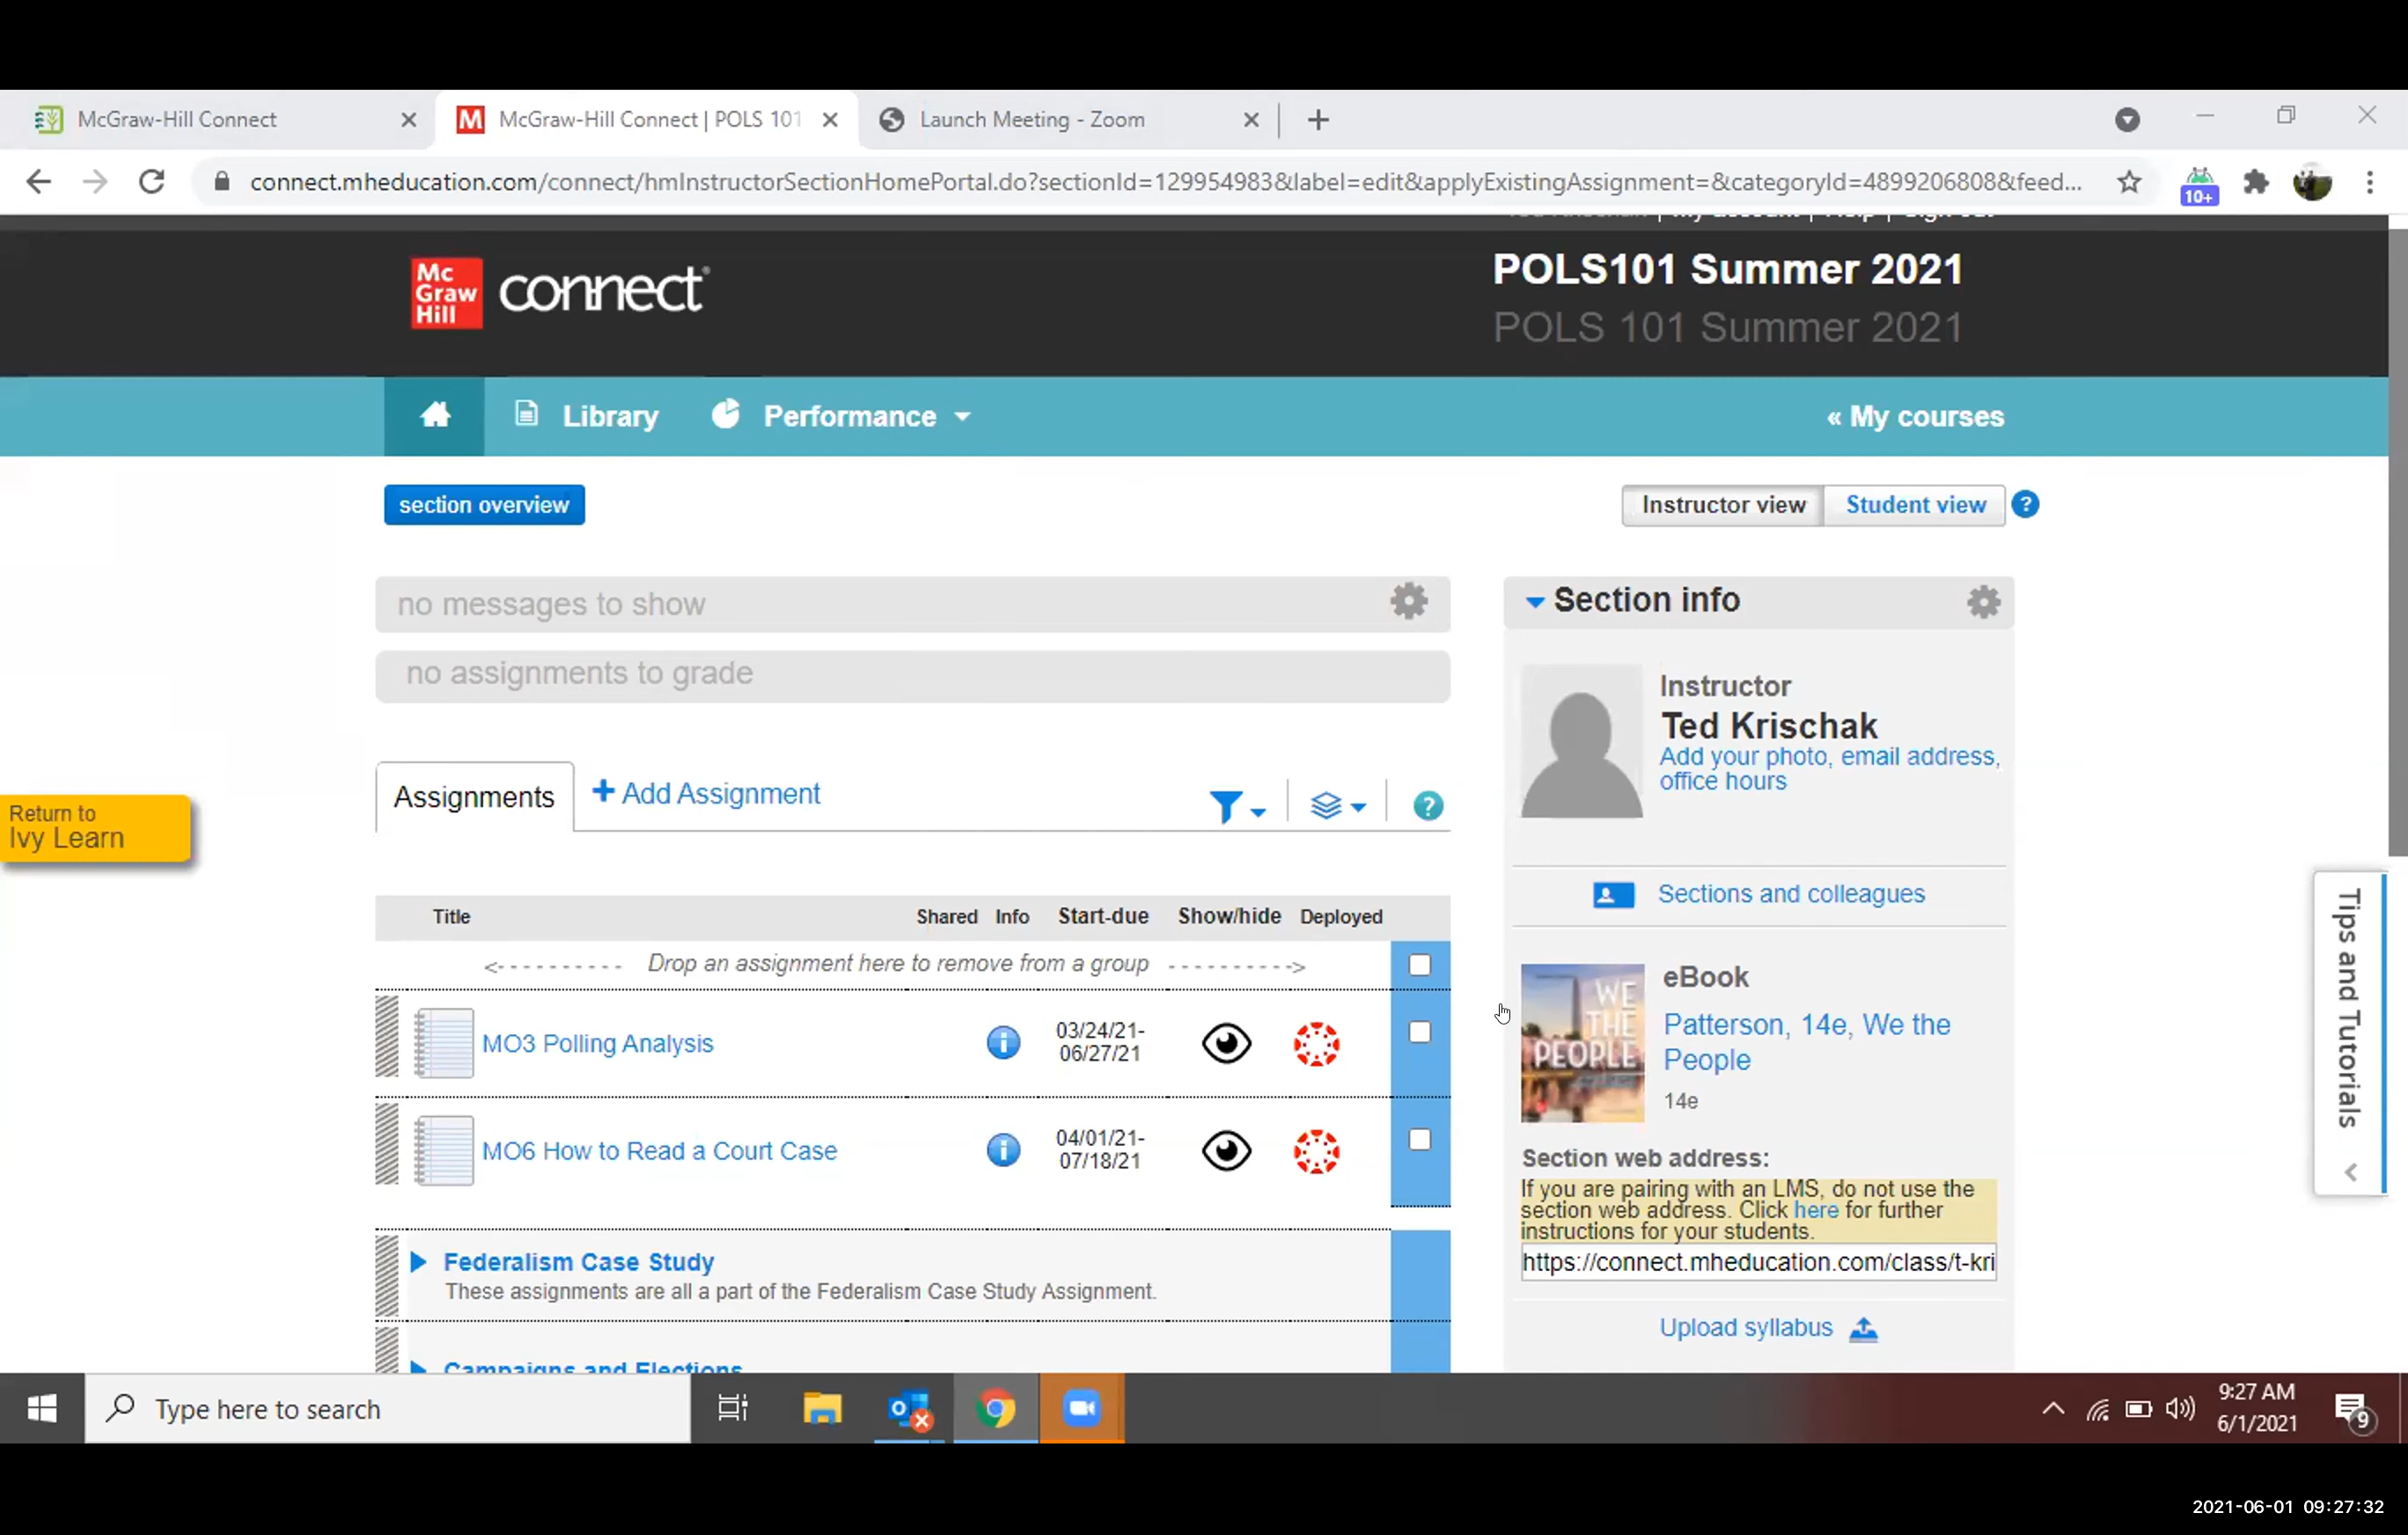 McGraw-Hill Connect
McGraw-Hill Connect | POLS 101
Launch Meeting - Zoom
connect.mheducation.com/connect/hmInstructorSectionHomePortal.do?sectionId=129954983&label=edit&applyExistingAssignment=&categoryId=4899206808&feed...
10+
Mc
Graw
Hill
connect
POLS101 Summer 2021
POLS 101 Summer 2021
Library
Performance
« My courses
section overview
Instructor view
Student view
?
no messages to show
no assignments to grade
Assignments
+ Add Assignment
?
Return to
Ivy Learn
Title
Shared
Info
Start-due
Show/hide
Deployed
<---------- Drop an assignment here to remove from a group ---------->
MO3 Polling Analysis
i
03/24/21-
06/27/21
MO6 How to Read a Court Case
i
04/01/21-
07/18/21
Federalism Case Study
These assignments are all a part of the Federalism Case Study Assignment.
Campaigns and Elections
Section info
Instructor
Ted Krischak
Add your photo, email address,
office hours
Sections and colleagues
WE
THE
PEOPLE
eBook
Patterson, 14e, We the
People
14e
Section web address:
If you are pairing with an LMS, do not use the
section web address. Click here for further
instructions for your students.
https://connect.mheducation.com/class/t-kri
Upload syllabus
Tips and Tutorials
Type here to search
9:27 AM
6/1/2021
9
2021-06-01 09:27:32